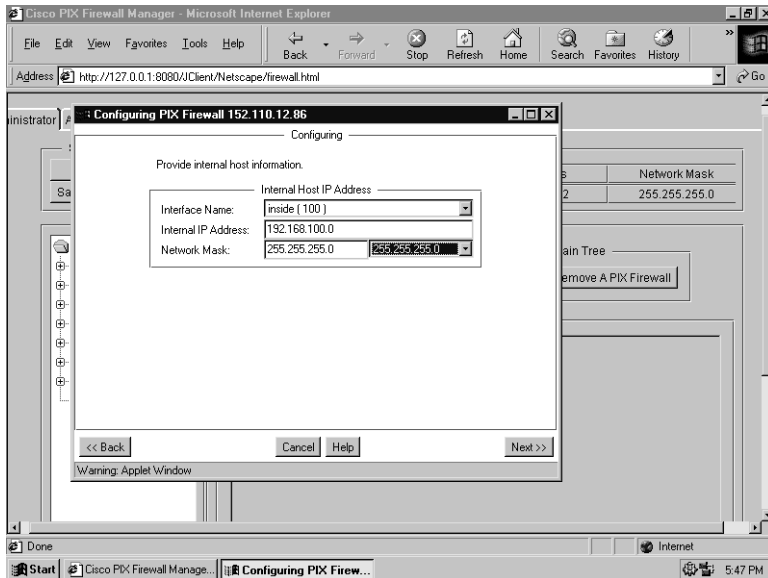 Cisco PIX Firewall Manager - Microsoft Internet Explorer
File Edit View Favorites Tools Help
Back Forward Stop Refresh Home Search Favorites History
Address http://127.0.0.1:8080/JClient/Netscape/firewall.html Go
Configuring PIX Firewall 152.110.12.86
Configuring
Provide internal host information.
Internal Host IP Address
Interface Name: inside ( 100 )
Internal IP Address: 192.168.100.0
Network Mask: 255.255.255.0 255.255.255.0
<< Back Cancel Help Next >>
Warning: Applet Window
inistrator
Sa
s Network Mask
2 255.255.255.0
ain Tree
emove A PIX Firewall
Done Internet
Start Cisco PIX Firewall Manage... Configuring PIX Firew... 5:47 PM